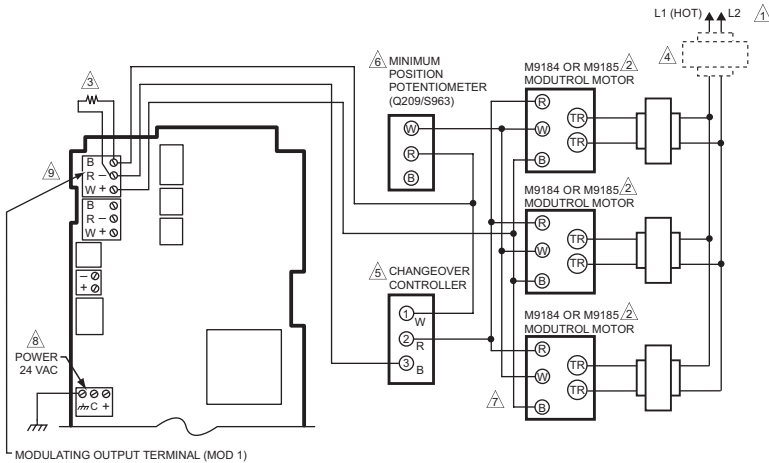 L1 (HOT) L2 1
6 MINIMUM
POSITION
POTENTIOMETER
(Q209/S963)
W
R
B
M9184 OR M9185 2
MODUTROL MOTOR
R
W
B
TR
TR
4
3
9
B
R –
W +
B
R –
W +
–
+
M9184 OR M9185 2
MODUTROL MOTOR
R
W
B
TR
TR
5 CHANGEOVER
CONTROLLER
1 W
2 R
3 B
M9184 OR M9185 2
MODUTROL MOTOR
R
W
B
TR
TR
7
8
POWER
24 VAC
C +
MODULATING OUTPUT TERMINAL (MOD 1)